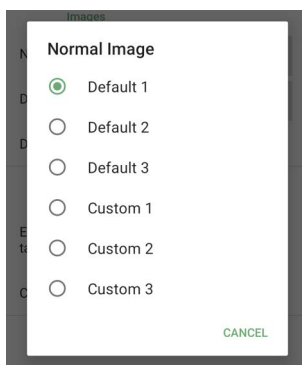 Images
Normal Image
Default 1
Default 2
Default 3
Custom 1
Custom 2
Custom 3
CANCEL